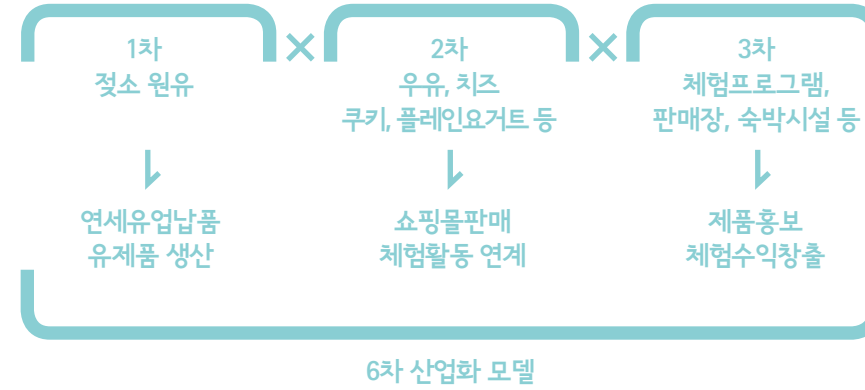 1차
젖소 원유
×
2차
우유, 치즈
쿠키, 플레인요거트 등
×
3차
체험프로그램,
판매장, 숙박시설 등
연세유업납품
유제품 생산
쇼핑몰판매
체험활동 연계
제품홍보
체험수익창출
6차 산업화 모델